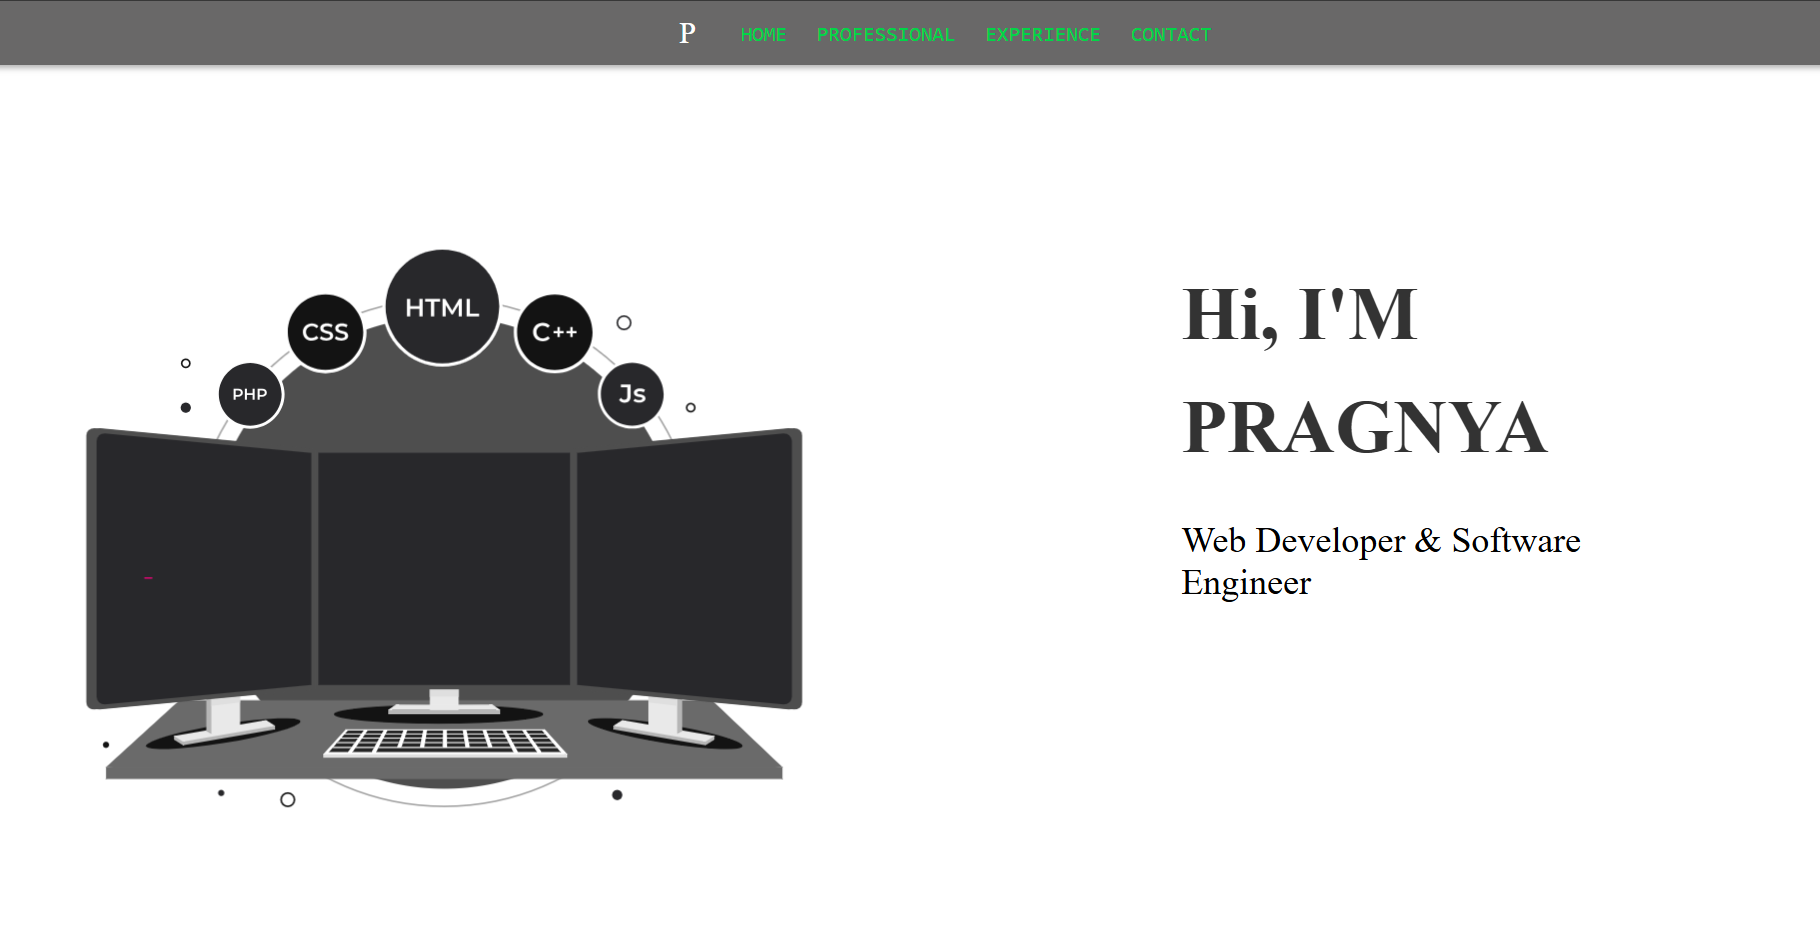 P HOME PROFESSIONAL EXPERIENCE CONTACT
HTML
CSS
C++
PHP
Js
Hi, I'M
PRAGNYA
Web Developer & Software
Engineer